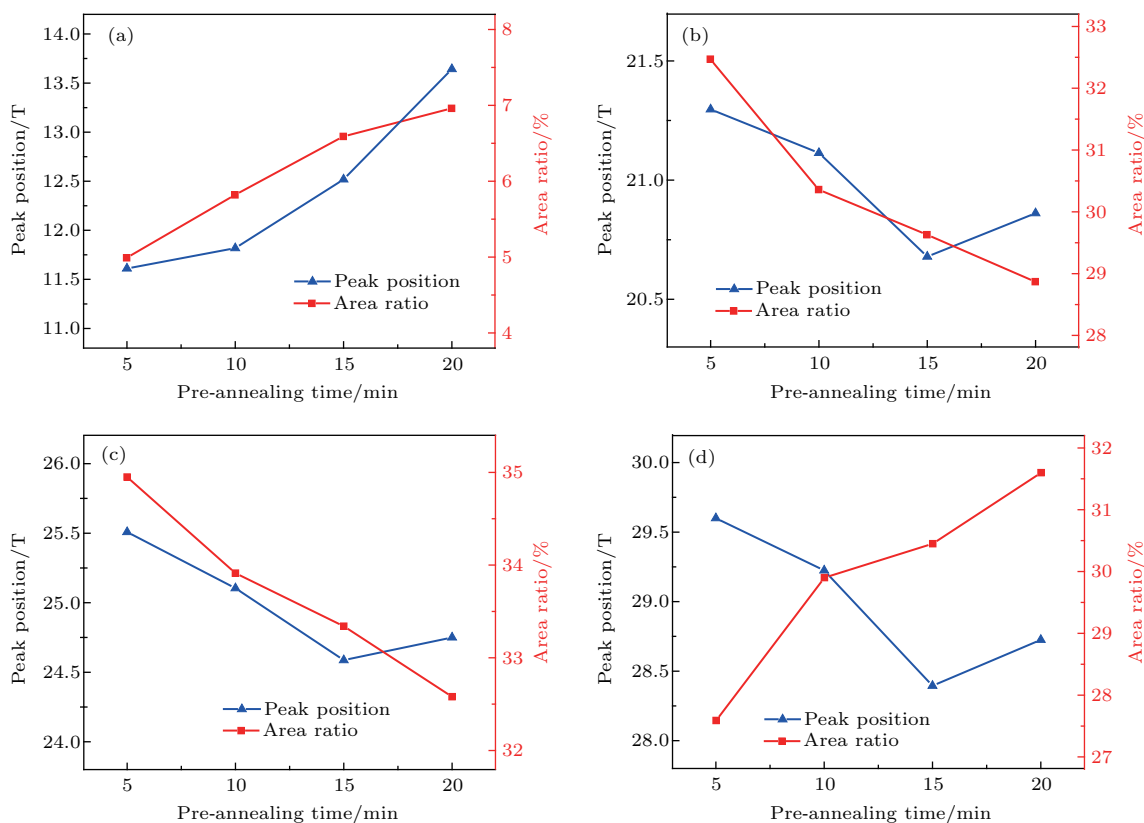 (a)
Peak position/T
14.0
13.5
13.0
12.5
12.0
11.5
11.0
Area ratio/%
8
7
6
5
4
Peak position
Area ratio
5 10 15 20
Pre-annealing time/min
(b)
Peak position/T
21.5
21.0
20.5
Area ratio/%
33
32
31
30
29
28
Peak position
Area ratio
5 10 15 20
Pre-annealing time/min
(c)
Peak position/T
26.0
25.5
25.0
24.5
24.0
Area ratio/%
35
34
33
32
Peak position
Area ratio
5 10 15 20
Pre-annealing time/min
(d)
Peak position/T
30.0
29.5
29.0
28.5
28.0
Area ratio/%
32
31
30
29
28
27
Peak position
Area ratio
5 10 15 20
Pre-annealing time/min